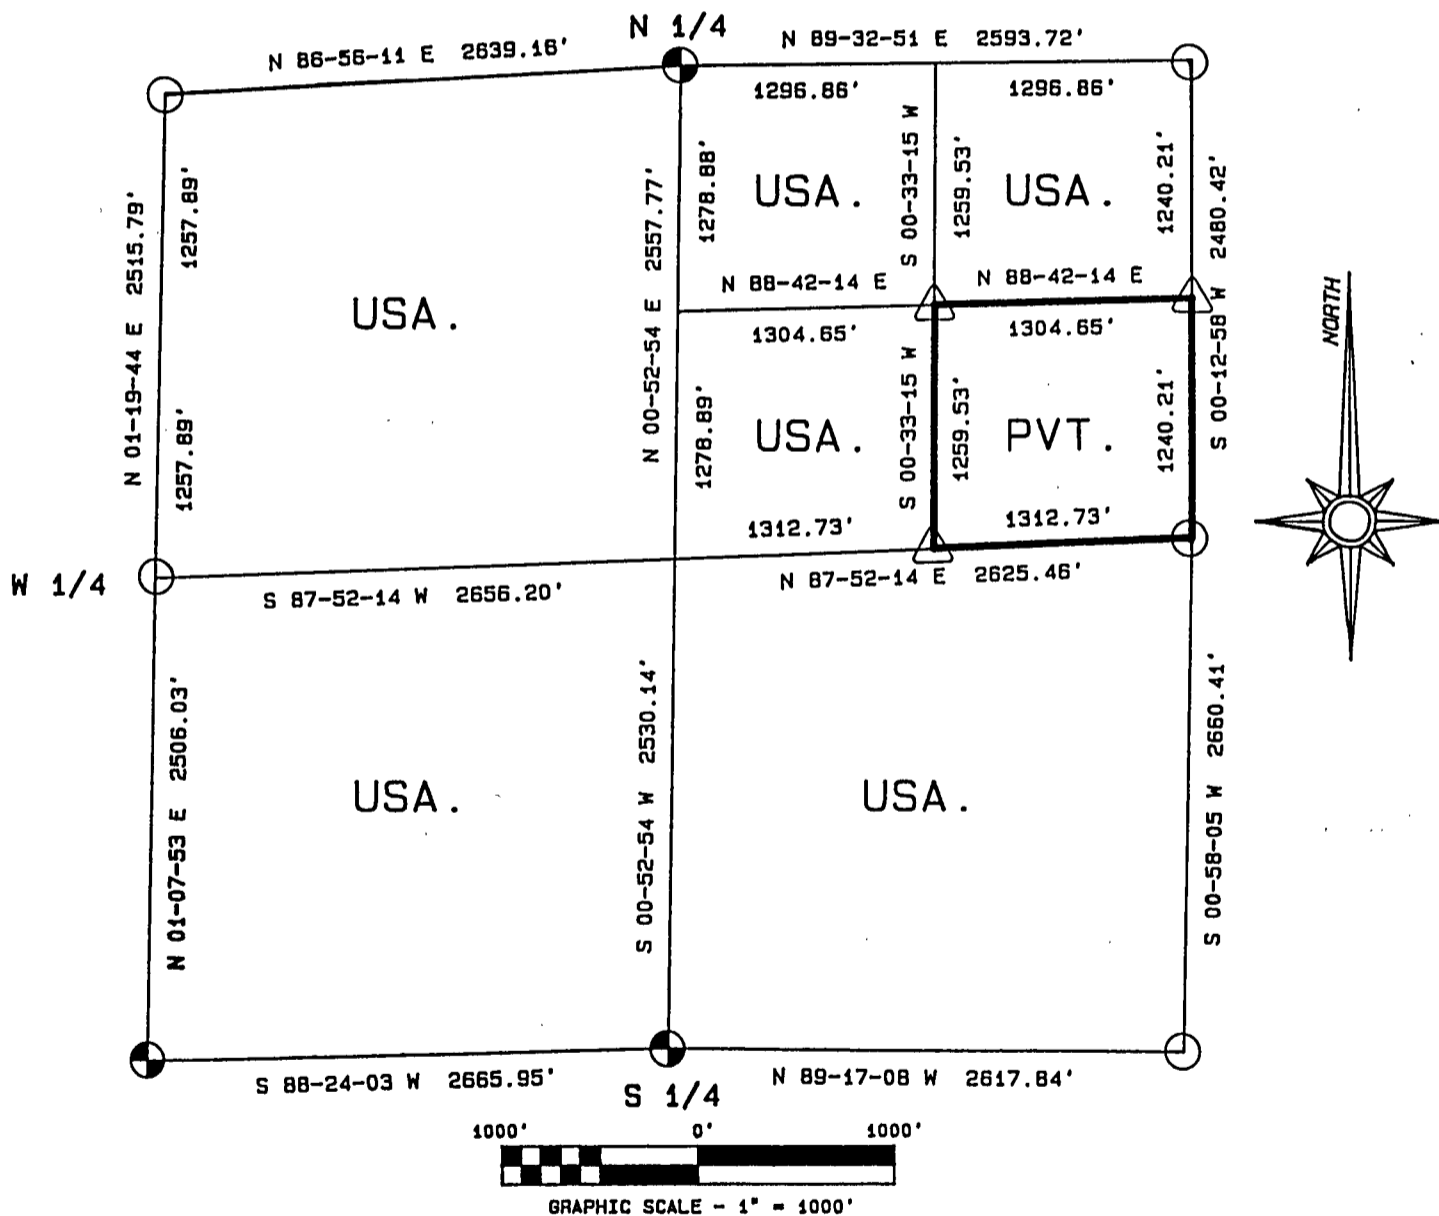 N 1/4
N 86-56-11 E 2639.16'
N 89-32-51 E 2593.72'
1296.86'
1296.86'
N 01-19-44 E 2515.79'
1257.89'
1257.89'
USA.
N 00-52-54 E 2557.77'
1278.88'
USA.
S 00-33-15 W
1259.53'
USA.
1240.21'
S 00-12-58 W 2480.42'
N 88-42-14 E
N 88-42-14 E
1304.65'
1304.65'
1278.89'
USA.
S 00-33-15 W
1259.53'
PVT.
1240.21'
NORTH
1312.73'
1312.73'
W 1/4
S 87-52-14 W 2656.20'
N 87-52-14 E 2625.46'
N 01-07-53 E 2506.03'
USA.
S 00-52-54 W 2530.14'
USA.
S 00-58-05 W 2660.41'
S 88-24-03 W 2665.95'
N 89-17-08 W 2617.84'
S 1/4
1000' 0' 1000'
GRAPHIC SCALE - 1" = 1000'